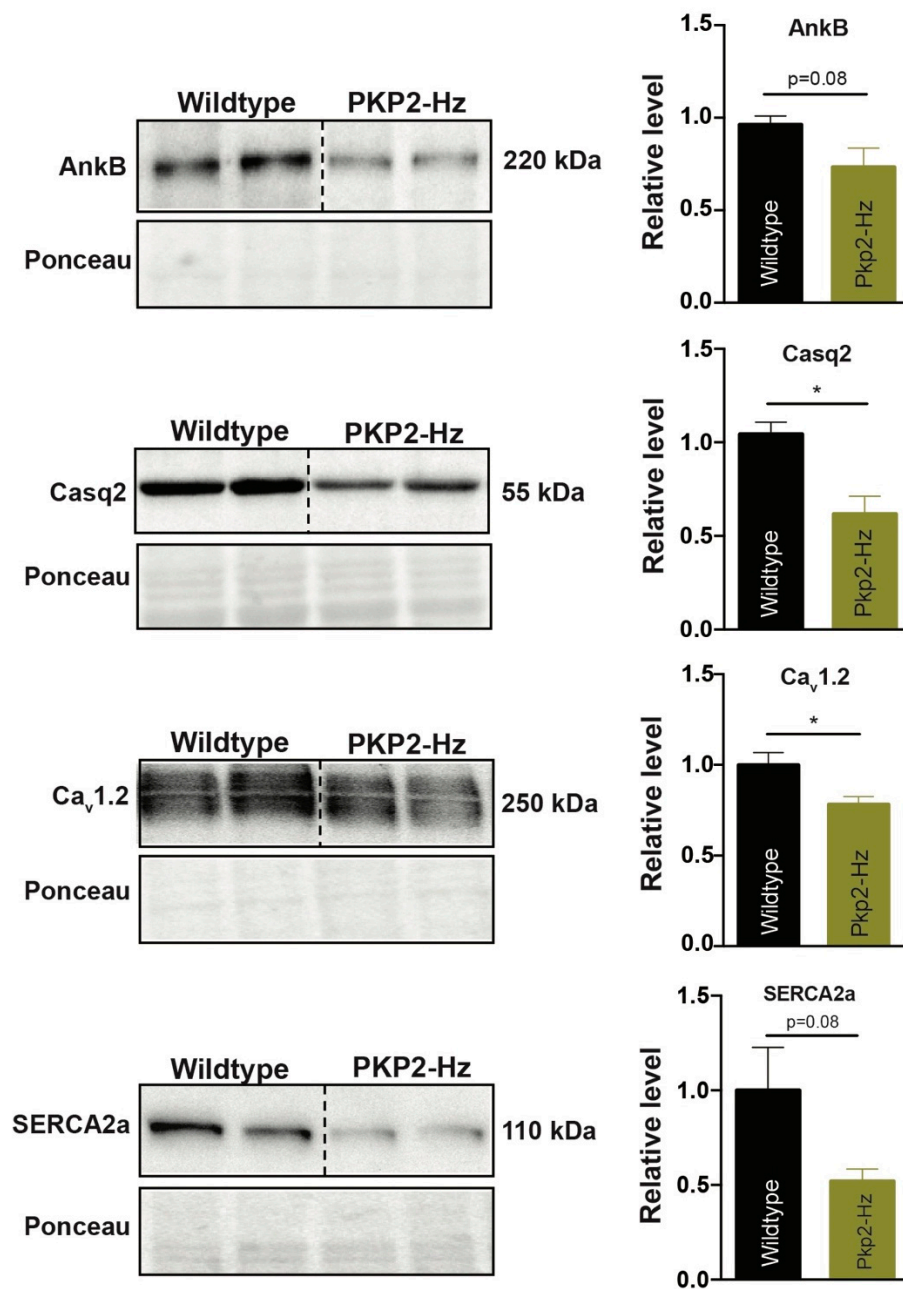 Wildtype PKP2-Hz
AnkB
220 kDa
Ponceau
AnkB
p=0.08
Relative level
1.5
1.0
0.5
0.0
Wildtype
Pkp2-Hz
Wildtype PKP2-Hz
Casq2
55 kDa
Ponceau
Casq2
*
Relative level
1.5
1.0
0.5
0.0
Wildtype
Pkp2-Hz
Wildtype PKP2-Hz
Caᵥ1.2
250 kDa
Ponceau
Caᵥ1.2
*
Relative level
1.5
1.0
0.5
0.0
Wildtype
Pkp2-Hz
Wildtype PKP2-Hz
SERCA2a
110 kDa
Ponceau
SERCA2a
p=0.08
Relative level
1.5
1.0
0.5
0.0
Wildtype
Pkp2-Hz